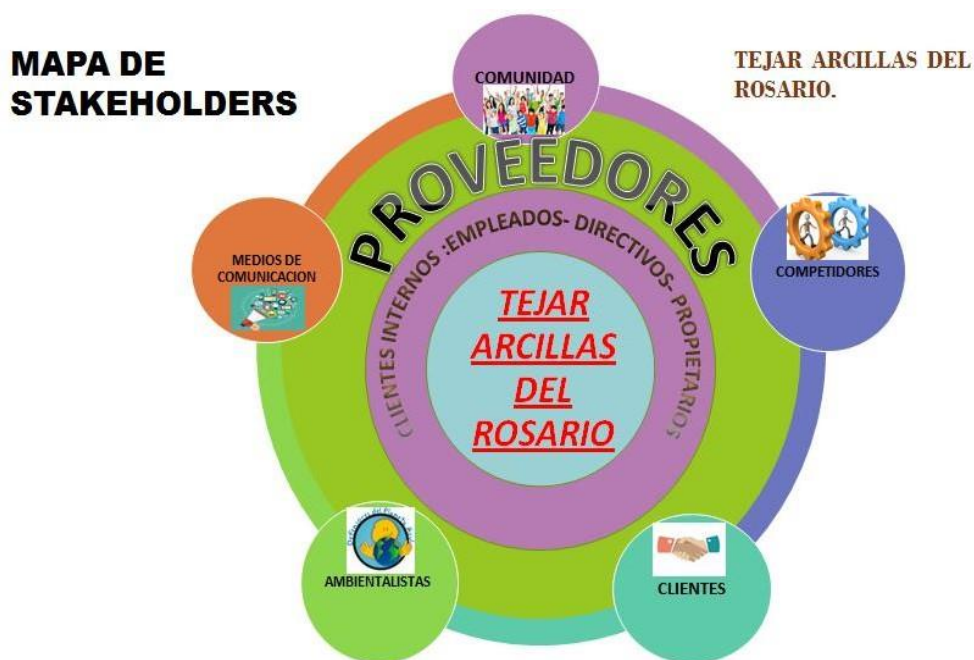 MAPA DE
STAKEHOLDERS
TEJAR ARCILLAS DEL
ROSARIO.
COMUNIDAD
PROVEEDORES
CLIENTES INTERNOS :EMPLEADOS- DIRECTIVOS- PROPIETARIOS
MEDIOS DE
COMUNICACION
COMPETIDORES
TEJAR
ARCILLAS
DEL
ROSARIO
AMBIENTALISTAS
CLIENTES